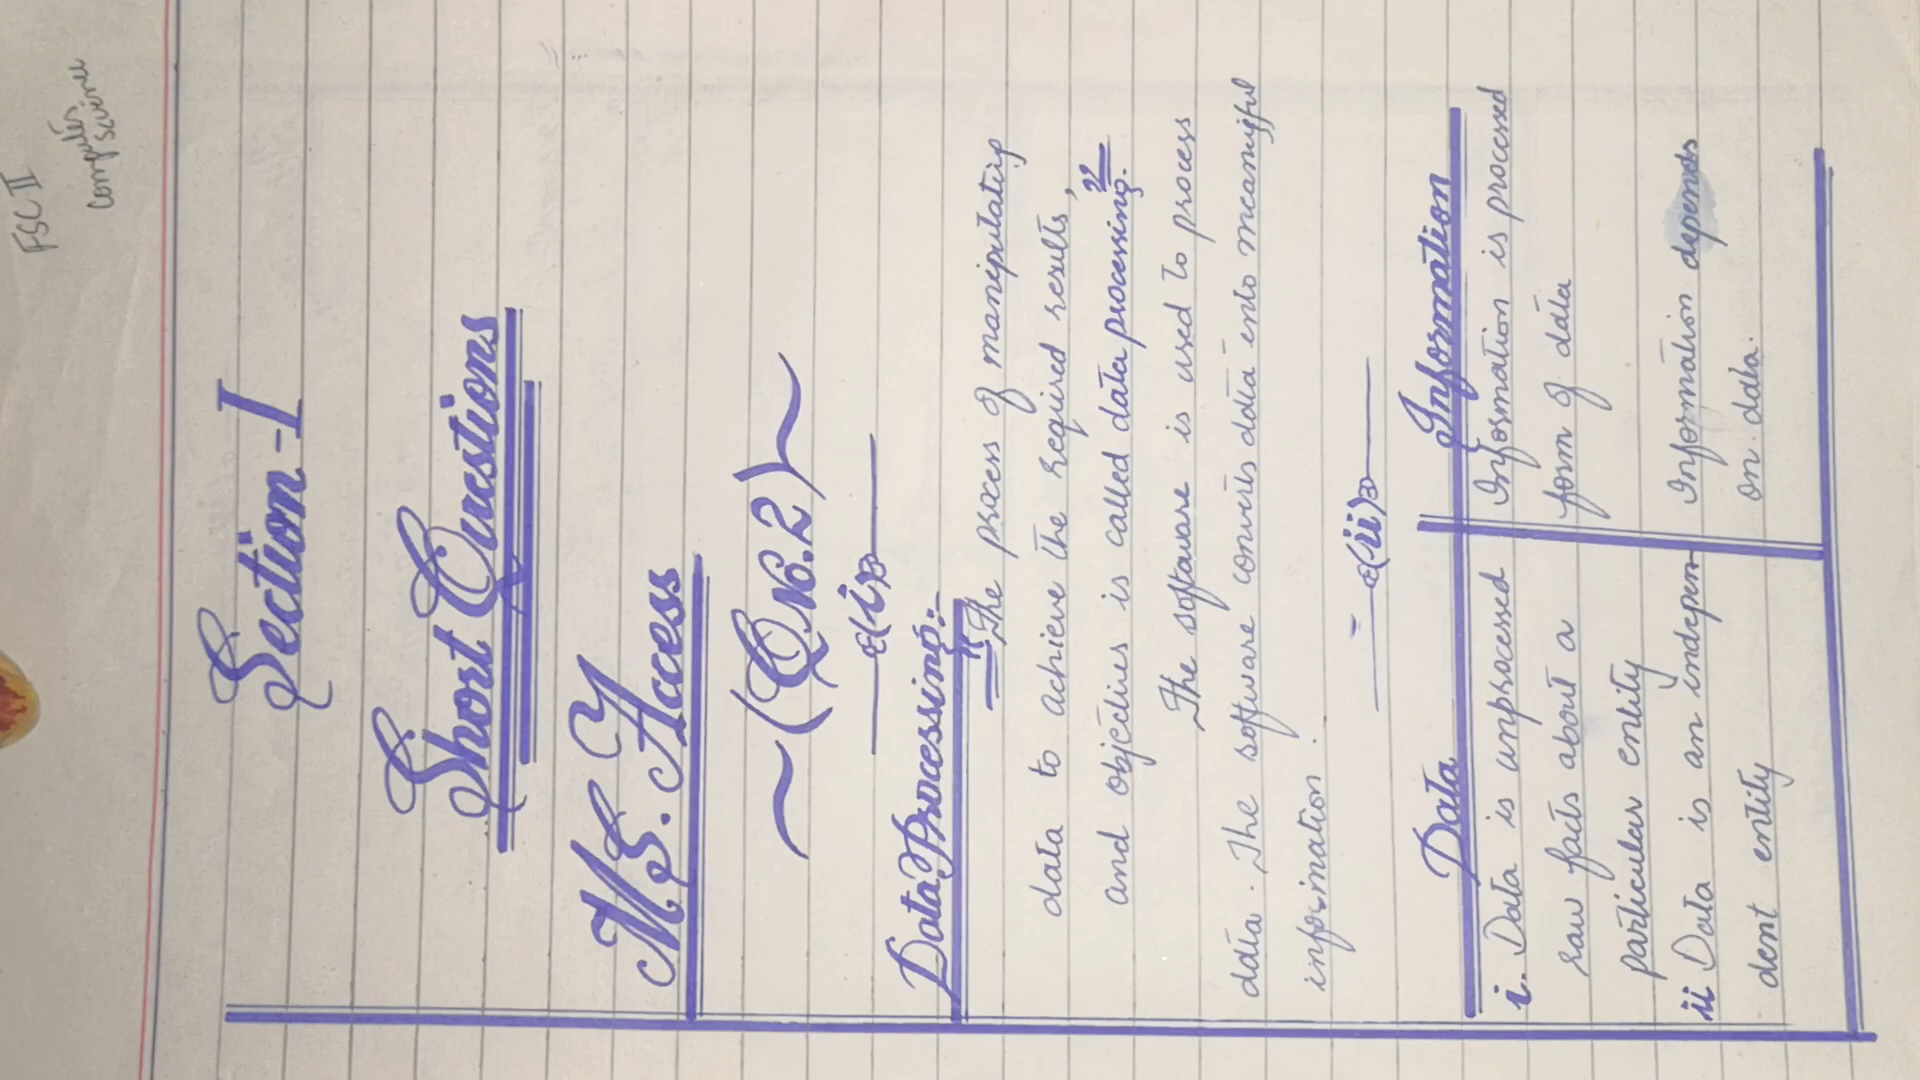 FSC II
computer
science
Section-I
Short Questions
M.S. Access
(Q.No.2)
(i)
Data Processing:-
"The process of manipulating
data to achieve the required results,
and objectives is called data processing."
The software is used to process
data. The software converts data into meaningful
information.
(ii)
Data	Information
i. Data is unprocessed	Information is processed
raw facts about a	form of data
particular entity
ii Data is an indepen-	Information depends
dent entity	on data.